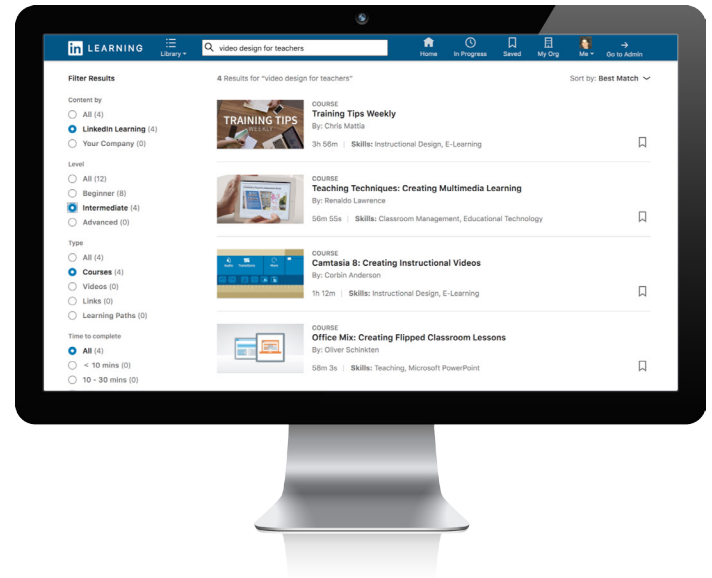 in LEARNING
Library
video design for teachers
Home
In Progress
Saved
My Org
Me
Go to Admin
Filter Results
4 Results for "video design for teachers"
Sort by: Best Match
Content by
All (4)
LinkedIn Learning (4)
Your Company (0)
Level
All (12)
Beginner (8)
Intermediate (4)
Advanced (0)
Type
All (4)
Courses (4)
Videos (0)
Links (0)
Learning Paths (0)
Time to complete
All (4)
< 10 mins (0)
10 - 30 mins (0)
TRAINING TIPS
WEEKLY
COURSE
Training Tips Weekly
By: Chris Mattia
3h 56m | Skills: Instructional Design, E-Learning
COURSE
Teaching Techniques: Creating Multimedia Learning
By: Renaldo Lawrence
56m 55s | Skills: Classroom Management, Educational Technology
COURSE
Camtasia 8: Creating Instructional Videos
By: Corbin Anderson
1h 12m | Skills: Instructional Design, E-Learning
COURSE
Office Mix: Creating Flipped Classroom Lessons
By: Oliver Schinkten
58m 3s | Skills: Teaching, Microsoft PowerPoint